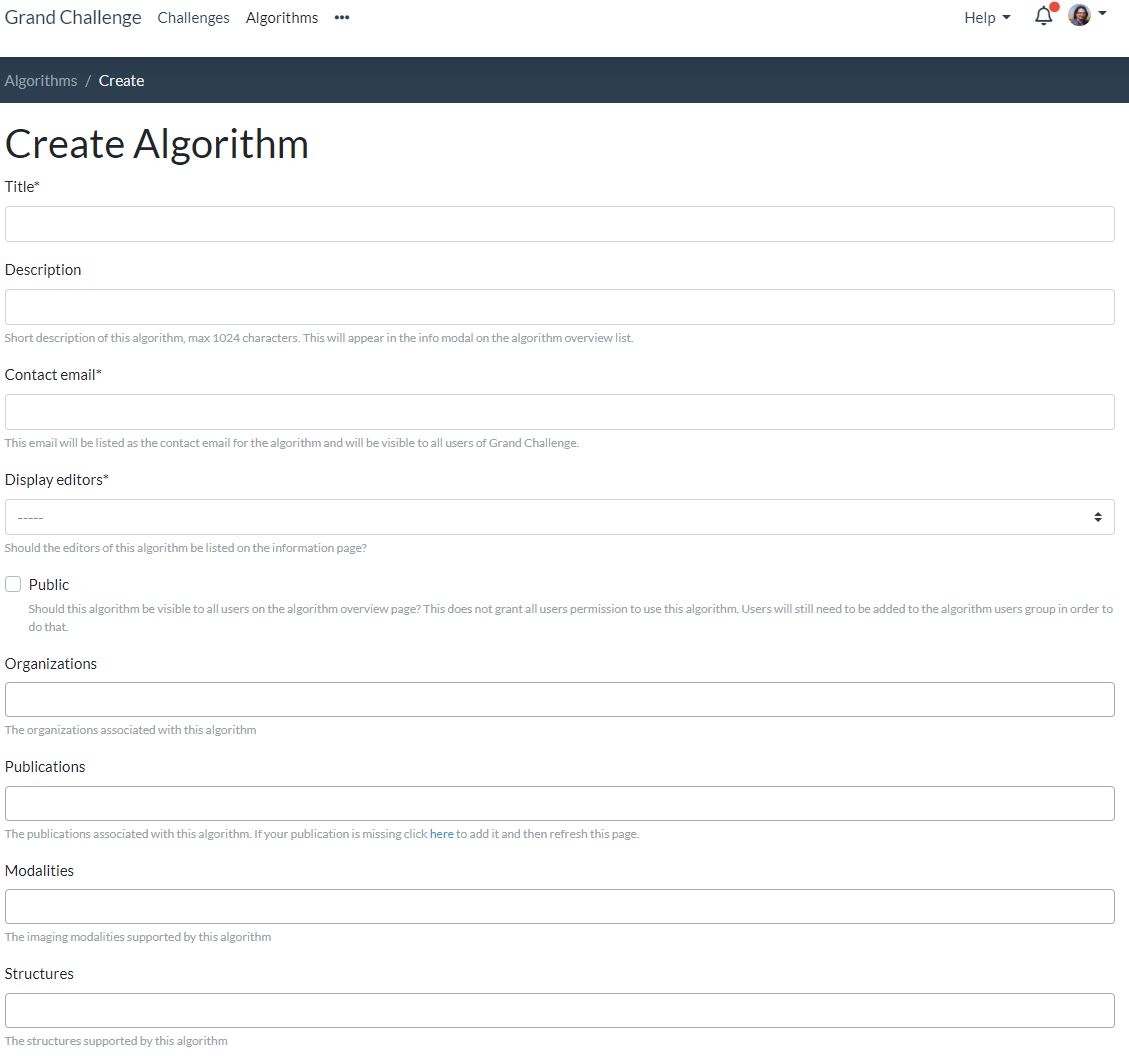 Grand Challenge Challenges Algorithms ••• Help
Algorithms / Create
Create Algorithm
Title*
Description
Short description of this algorithm, max 1024 characters. This will appear in the info modal on the algorithm overview list.
Contact email*
This email will be listed as the contact email for the algorithm and will be visible to all users of Grand Challenge.
Display editors*
-----
Should the editors of this algorithm be listed on the information page?
Public
Should this algorithm be visible to all users on the algorithm overview page? This does not grant all users permission to use this algorithm. Users will still need to be added to the algorithm users group in order to
do that.
Organizations
The organizations associated with this algorithm
Publications
The publications associated with this algorithm. If your publication is missing click here to add it and then refresh this page.
Modalities
The imaging modalities supported by this algorithm
Structures
The structures supported by this algorithm